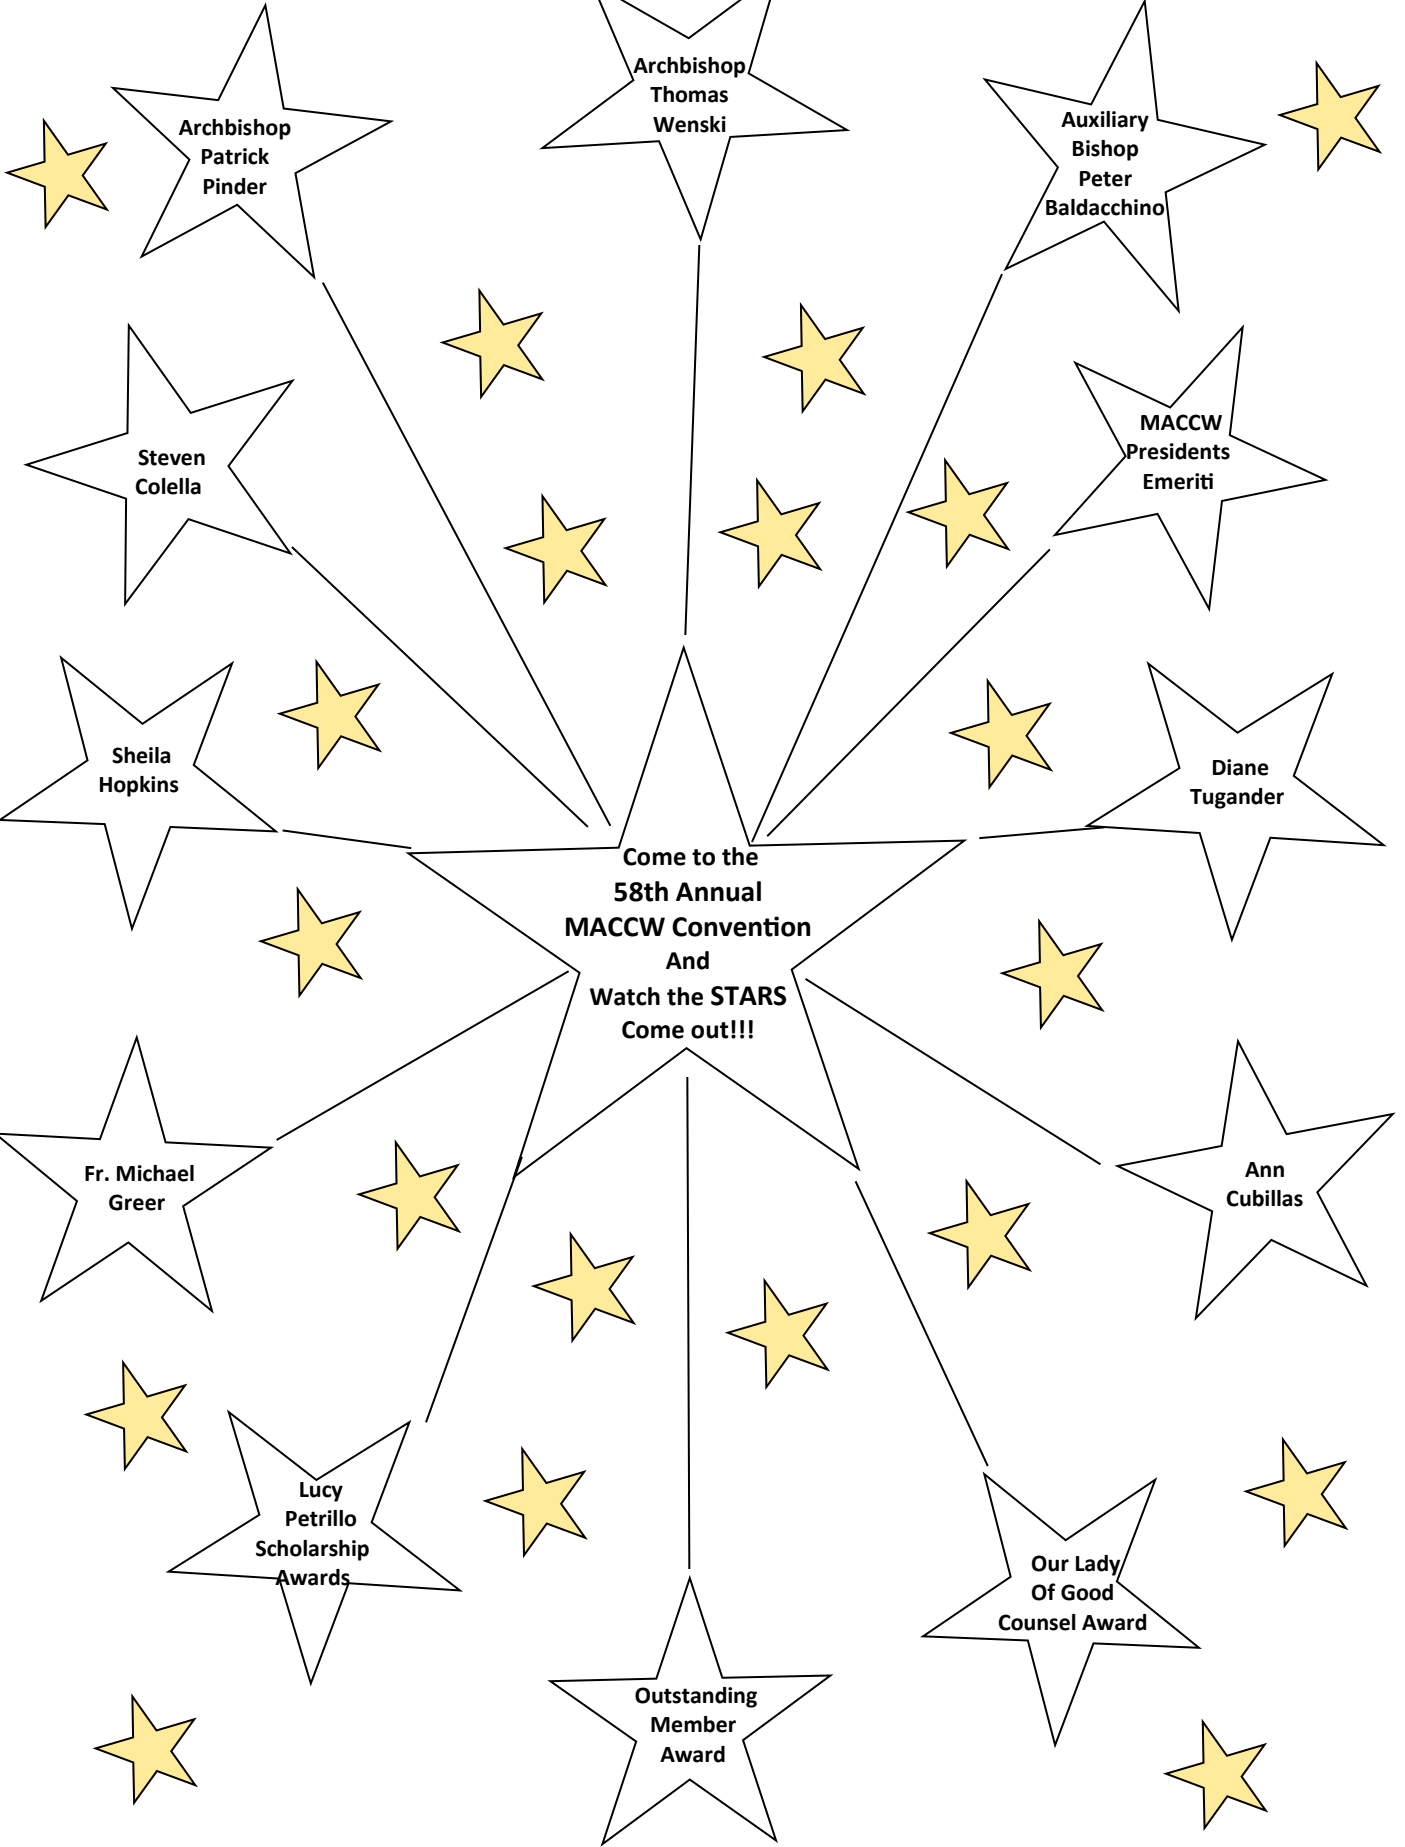 Archbishop
Patrick
Pinder
Archbishop
Thomas
Wenski
Auxiliary
Bishop
Peter
Baldacchino
Steven
Colella
MACCW
Presidents
Emeriti
Sheila
Hopkins
Diane
Tugander
Come to the
58th Annual
MACCW Convention
And
Watch the STARS
Come out!!!
Fr. Michael
Greer
Ann
Cubillas
Lucy
Petrillo
Scholarship
Awards
Our Lady
Of Good
Counsel Award
Outstanding
Member
Award